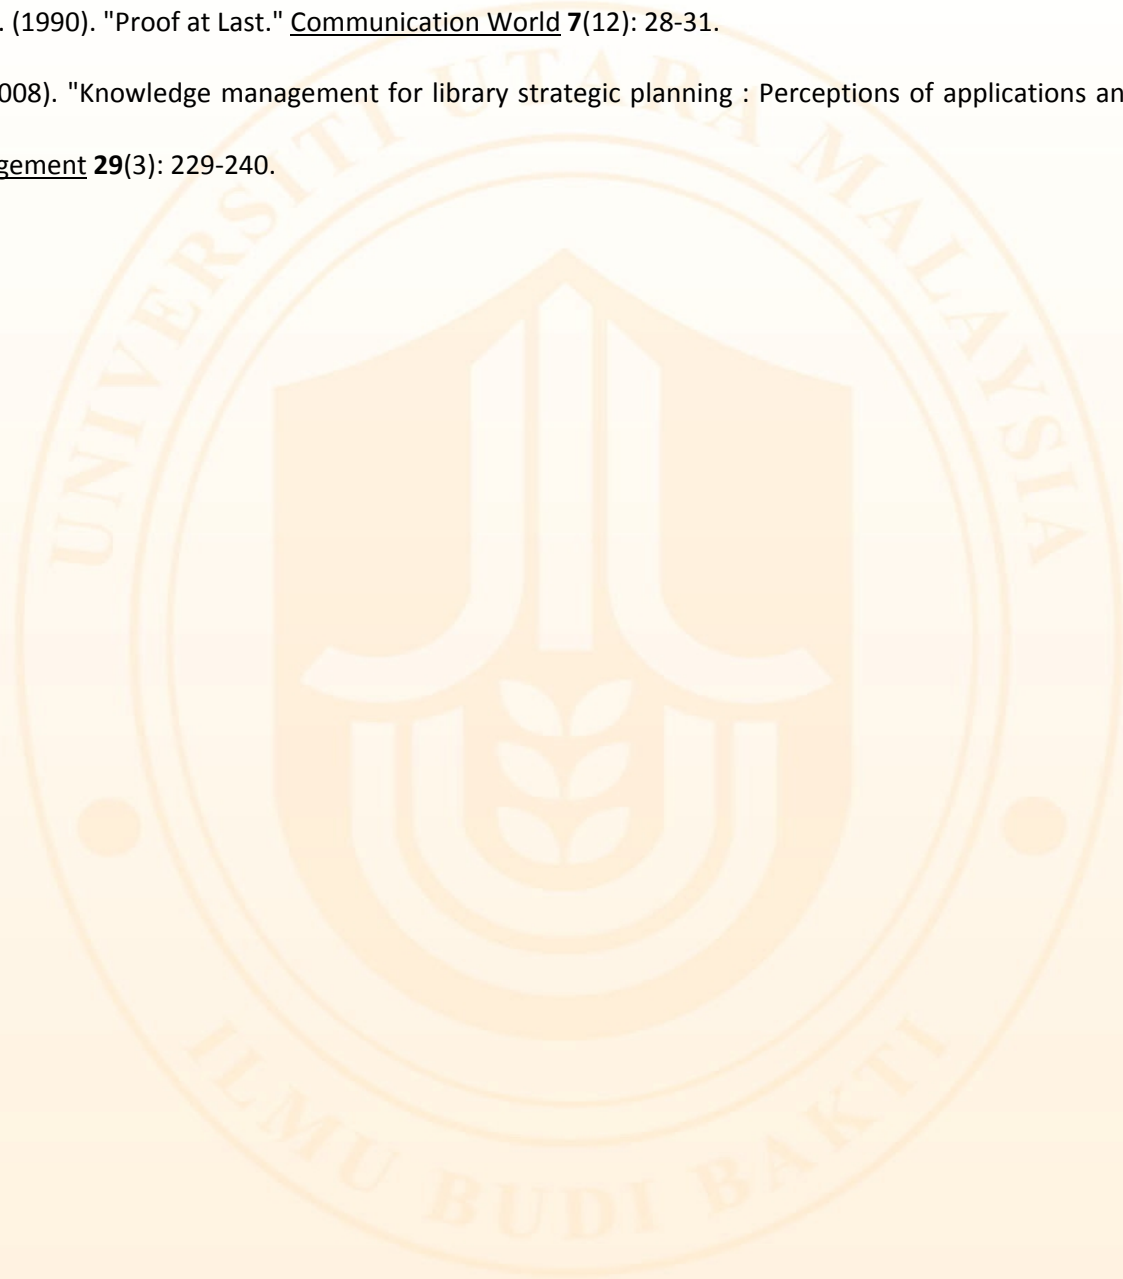 . (1990). "Proof at Last." Communication World 7(12): 28-31.
008). "Knowledge management for library strategic planning : Perceptions of applications an
gement 29(3): 229-240.
UNIVERSITI UTARA MALAYSIA
ILMU BUDI BAKTI